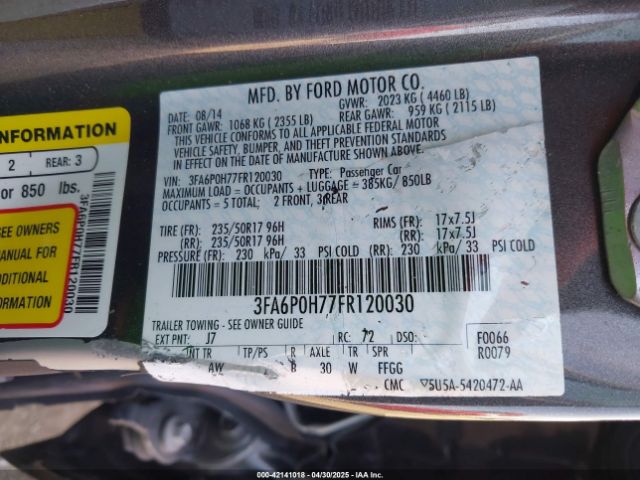 INFORMATION
2 REAR: 3
or 850 lbs.
SEE OWNERS
MANUAL FOR
ADDITIONAL
FORMATION
3FA6P0H77FR120030
MFD. BY FORD MOTOR CO.
DATE: 08/14 GVWR: 2023 KG ( 4460 LB)
FRONT GAWR: 1068 KG ( 2355 LB) REAR GAWR: 959 KG ( 2115 LB)
THIS VEHICLE CONFORMS TO ALL APPLICABLE FEDERAL MOTOR
VEHICLE SAFETY, BUMPER, AND THEFT PREVENTION STANDARDS
IN EFFECT ON THE DATE OF MANUFACTURE SHOWN ABOVE
VIN: 3FA6P0H77FR120030 TYPE: Passenger Car
MAXIMUM LOAD = OCCUPANTS + LUGGAGE = 385KG/ 850LB
OCCUPANTS = 5 TOTAL; 2 FRONT, 3 REAR
TIRE (FR): 235/50R17 96H RIMS (FR): 17x7.5J
(RR): 235/50R17 96H (RR): 17x7.5J
PRESSURE (FR): 230 kPa/ 33 PSI COLD (RR): 230 kPa/ 33 PSI COLD
3FA6P0H77FR120030
TRAILER TOWING - SEE OWNER GUIDE
EXT PNT: J7 RC: 72 DSO: F0066
R0079
INT TR TP/PS R AXLE TR SPR
AW B 30 W FFGG
CMC 5U5A-5420472-AA
000-42141018 - 04/30/2025 - IAAI.COM